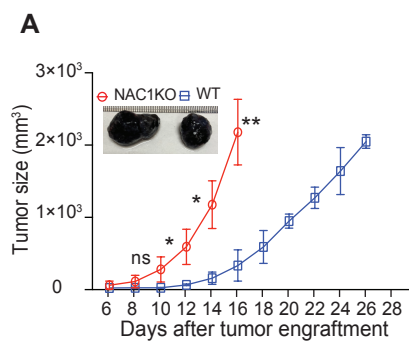 A
3×10³
NAC1KO WT
2×10³
**
*
1×10³
*
ns
0
6 8 10 12 14 16 18 20 22 24 26 28
Days after tumor engraftment
Tumor size (mm³)